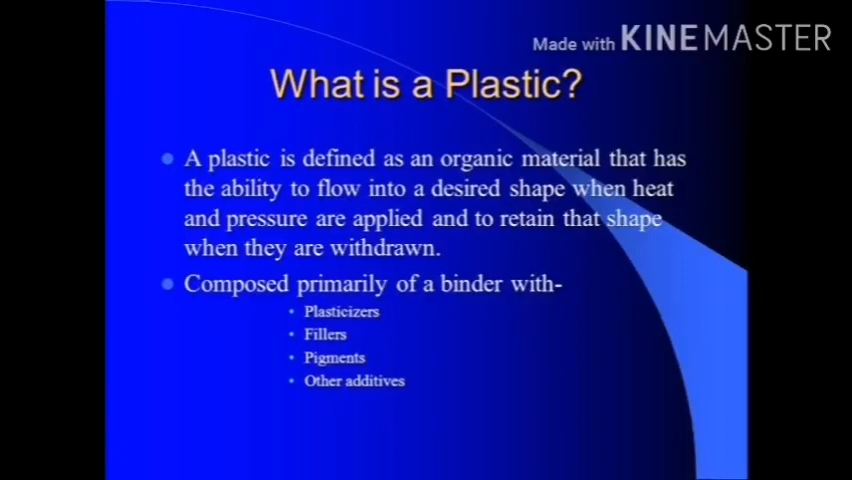 Made with KINEMASTER
What is a Plastic?
A plastic is defined as an organic material that has
the ability to flow into a desired shape when heat
and pressure are applied and to retain that shape
when they are withdrawn.
Composed primarily of a binder with-
Plasticizers
Fillers
Pigments
Other additives